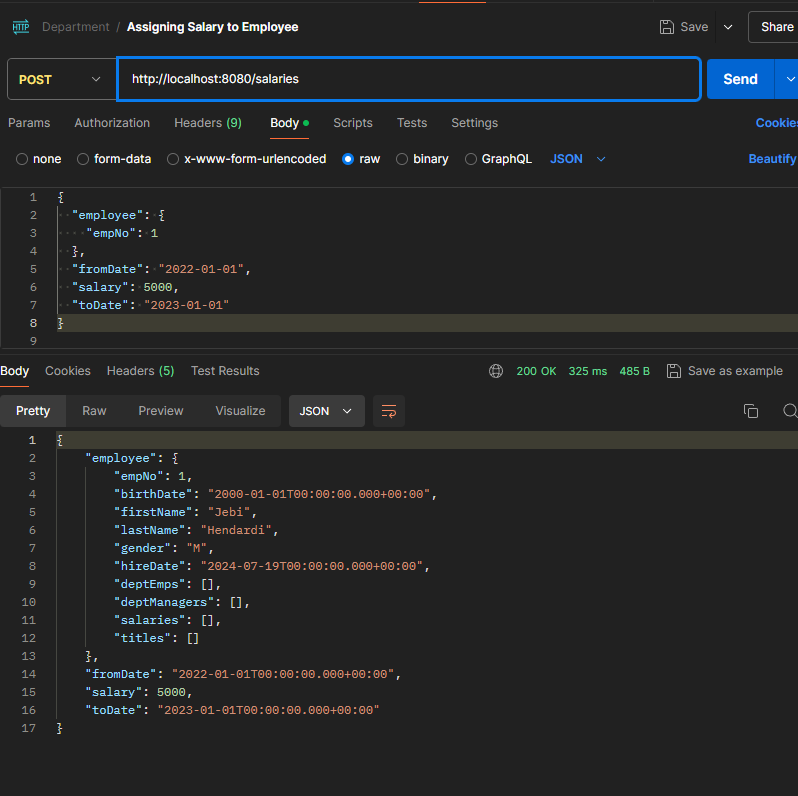 HTTP Department / Assigning Salary to Employee Save Share
POST http://localhost:8080/salaries Send
Params Authorization Headers (9) Body Scripts Tests Settings Cookies
none form-data x-www-form-urlencoded raw binary GraphQL JSON Beautify
1 {
2 "employee": {
3 "empNo": 1
4 },
5 "fromDate": "2022-01-01",
6 "salary": 5000,
7 "toDate": "2023-01-01"
8 }
9
Body Cookies Headers (5) Test Results 200 OK 325 ms 485 B Save as example
Pretty Raw Preview Visualize JSON
1 {
2 "employee": {
3 "empNo": 1,
4 "birthDate": "2000-01-01T00:00:00.000+00:00",
5 "firstName": "Jebi",
6 "lastName": "Hendardi",
7 "gender": "M",
8 "hireDate": "2024-07-19T00:00:00.000+00:00",
9 "deptEmps": [],
10 "deptManagers": [],
11 "salaries": [],
12 "titles": []
13 },
14 "fromDate": "2022-01-01T00:00:00.000+00:00",
15 "salary": 5000,
16 "toDate": "2023-01-01T00:00:00.000+00:00"
17 }